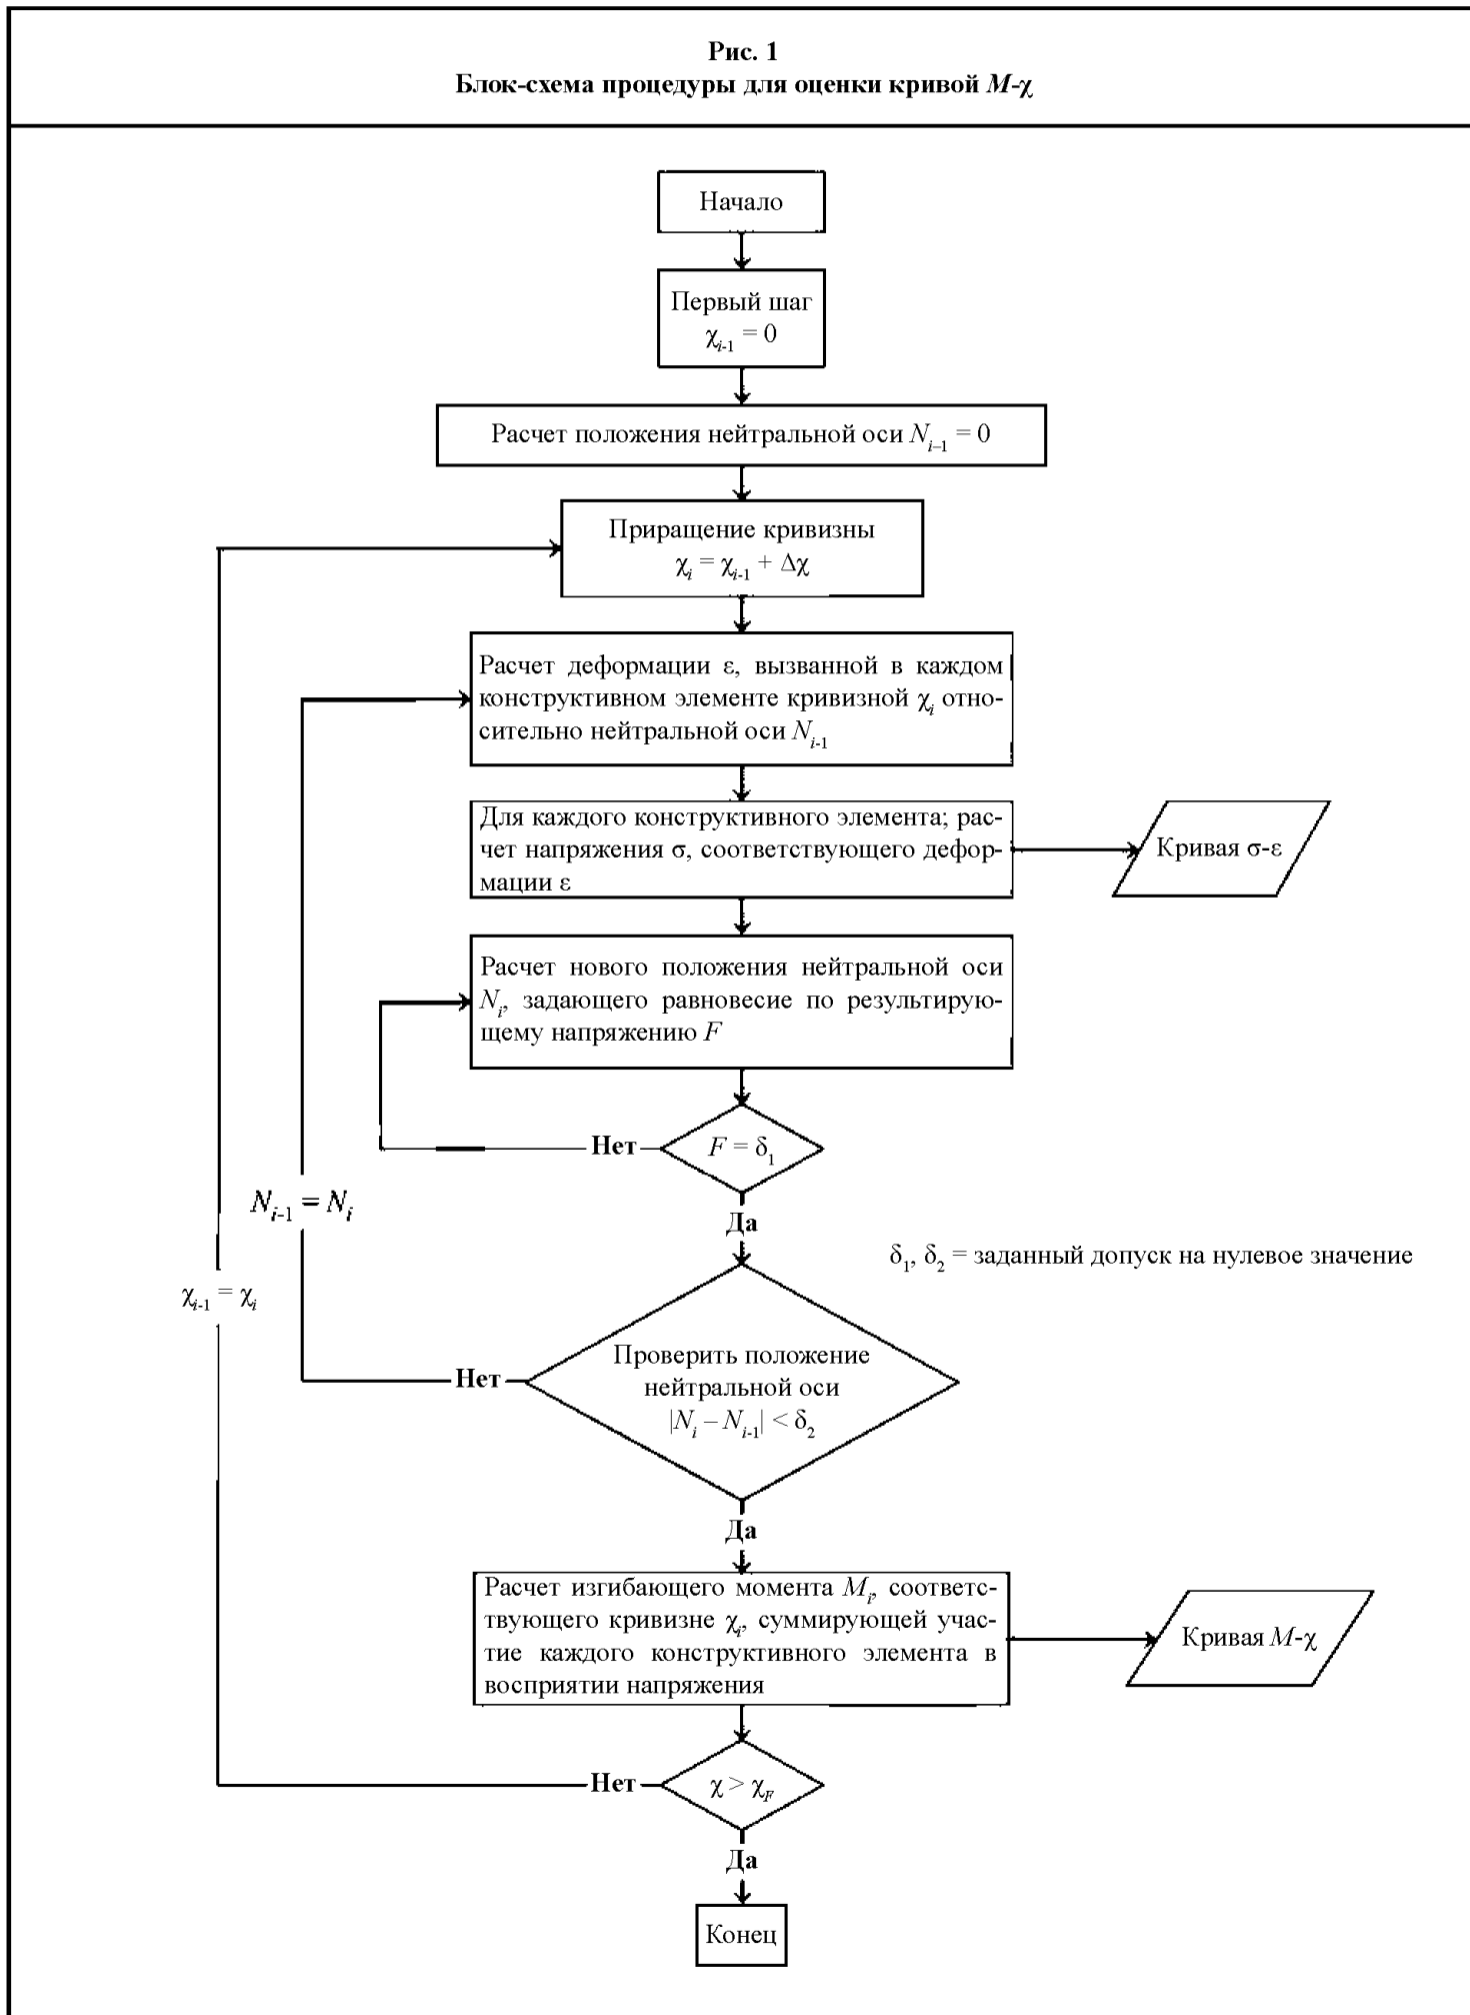 Рис. 1
Блок-схема процедуры для оценки кривой M-χ
Начало
Первый шаг
χi-1 = 0
Расчет положения нейтральной оси Ni–1 = 0
Приращение кривизны
χi = χi-1 + Δχ
Расчет деформации ε, вызванной в каждом
конструктивном элементе кривизной χi отно-
сительно нейтральной оси Ni-1
Для каждого конструктивного элемента; рас-
чет напряжения σ, соответствующего дефор-
мации ε
Кривая σ-ε
Расчет нового положения нейтральной оси
Ni, задающего равновесие по результирую-
щему напряжению F
Нет
F = δ1
Да
Ni-1 = Ni
δ1, δ2 = заданный допуск на нулевое значение
χi-1 = χi
Проверить положение
нейтральной оси
|Ni – Ni-1| < δ2
Нет
Да
Расчет изгибающего момента Mi, соответс-
твующего кривизне χi, суммирующей учас-
тие каждого конструктивного элемента в
восприятии напряжения
Кривая M-χ
Нет
χ > χF
Да
Конец